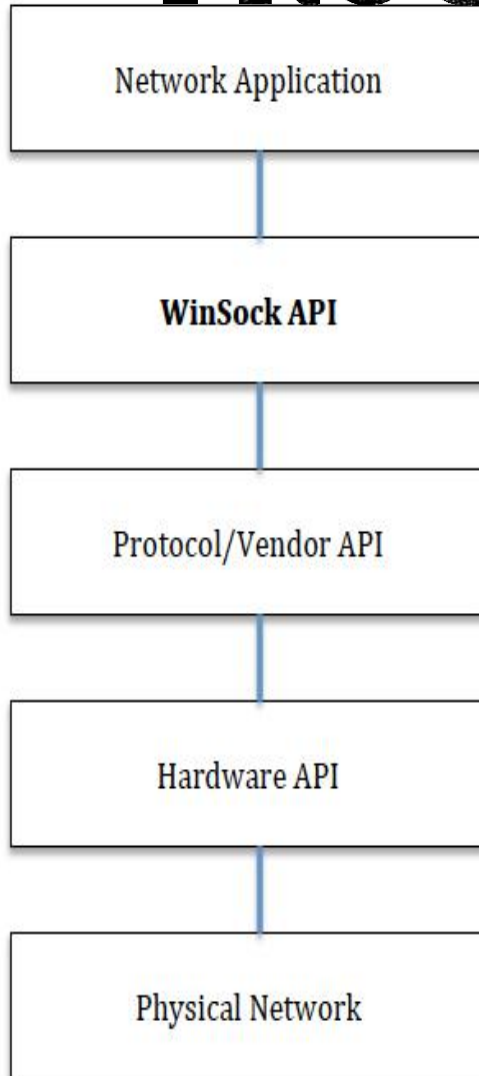 Network Application
WinSock API
Protocol/Vendor API
Hardware API
Physical Network